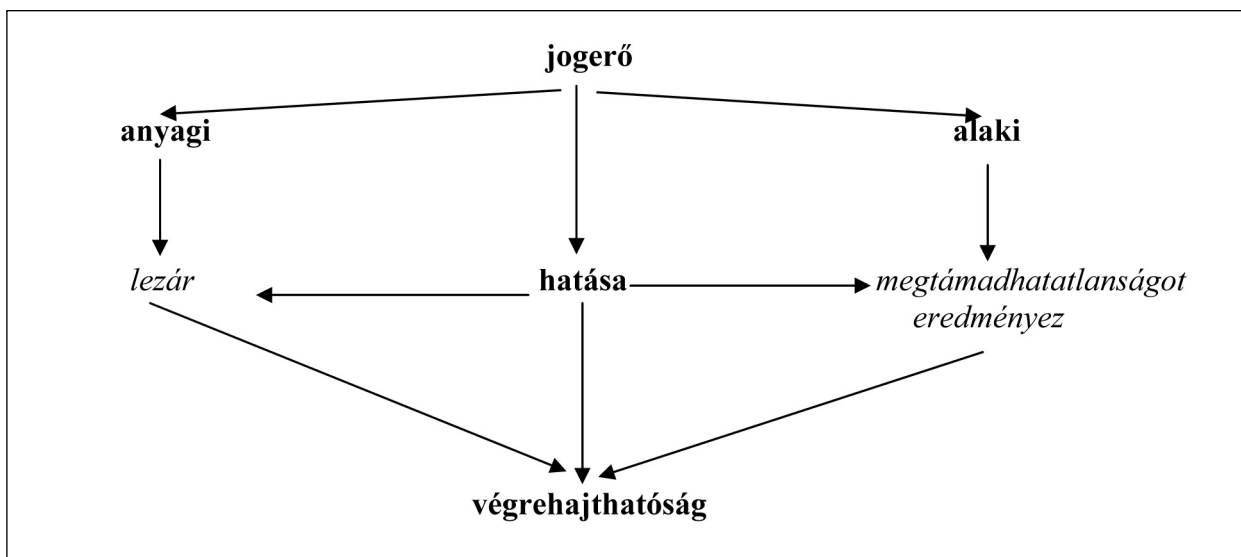 jogerő
anyagi
alaki
lezár
hatása
megtámadhatatlanságot
eredményez
végrehajthatóság